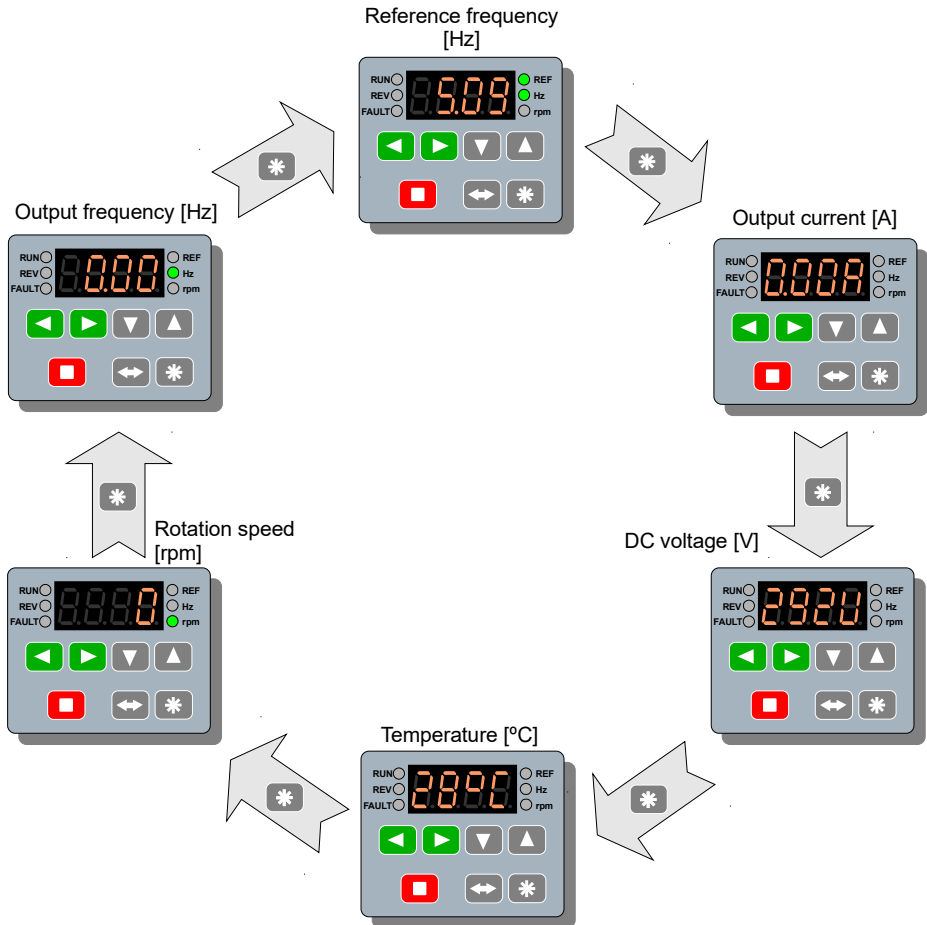 Reference frequency
[Hz]
RUN REF
REV 5.09 Hz
FAULT rpm
Output frequency [Hz]
RUN REF
REV 0.00 Hz
FAULT rpm
Output current [A]
RUN REF
REV 0.00A Hz
FAULT rpm
Rotation speed
[rpm]
RUN REF
REV 0 Hz
FAULT rpm
DC voltage [V]
RUN REF
REV 292U Hz
FAULT rpm
Temperature [ºC]
RUN REF
REV 28ºC Hz
FAULT rpm